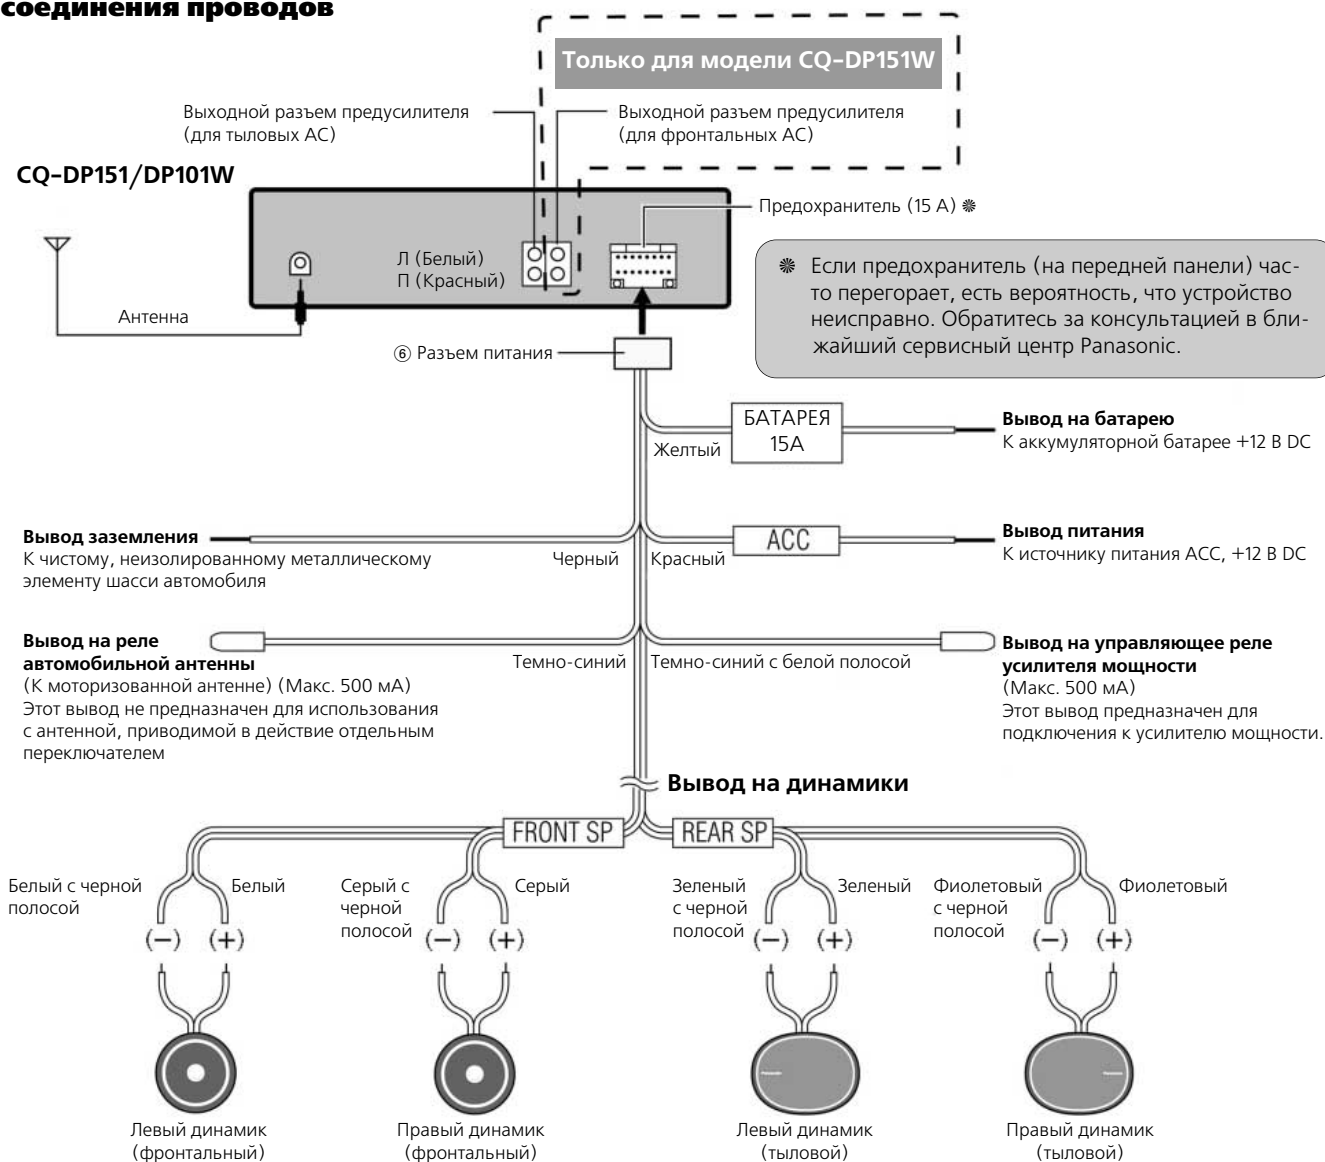 соединения проводов
Только для модели CQ-DP151W
Выходной разъем предусилителя
(для тыловых АС)
Выходной разъем предусилителя
(для фронтальных АС)
CQ-DP151/DP101W
Предохранитель (15 А) ❋
Л (Белый)
П (Красный)
Антенна
❋ Если предохранитель (на передней панели) час-
то перегорает, есть вероятность, что устройство
неисправно. Обратитесь за консультацией в бли-
жайший сервисный центр Panasonic.
⑥ Разъем питания
БАТАРЕЯ
15А
Желтый
Вывод на батарею
К аккумуляторной батарее +12 В DC
Вывод заземления
К чистому, неизолированному металлическому
элементу шасси автомобиля
Черный
Красный
ACC
Вывод питания
К источнику питания АСС, +12 В DC
Вывод на реле
автомобильной антенны
(К моторизованной антенне) (Макс. 500 мА)
Этот вывод не предназначен для использования
с антенной, приводимой в действие отдельным
переключателем
Темно-синий
Темно-синий с белой полосой
Вывод на управляющее реле
усилителя мощности
(Макс. 500 мА)
Этот вывод предназначен для
подключения к усилителю мощности.
Вывод на динамики
FRONT SP
REAR SP
Белый с черной
полосой
Белый
Серый с
черной
полосой
Серый
Зеленый
с черной
полосой
Зеленый
Фиолетовый
с черной
полосой
Фиолетовый
(−) (+)
(−) (+)
(−) (+)
(−) (+)
Левый динамик
(фронтальный)
Правый динамик
(фронтальный)
Левый динамик
(тыловой)
Правый динамик
(тыловой)